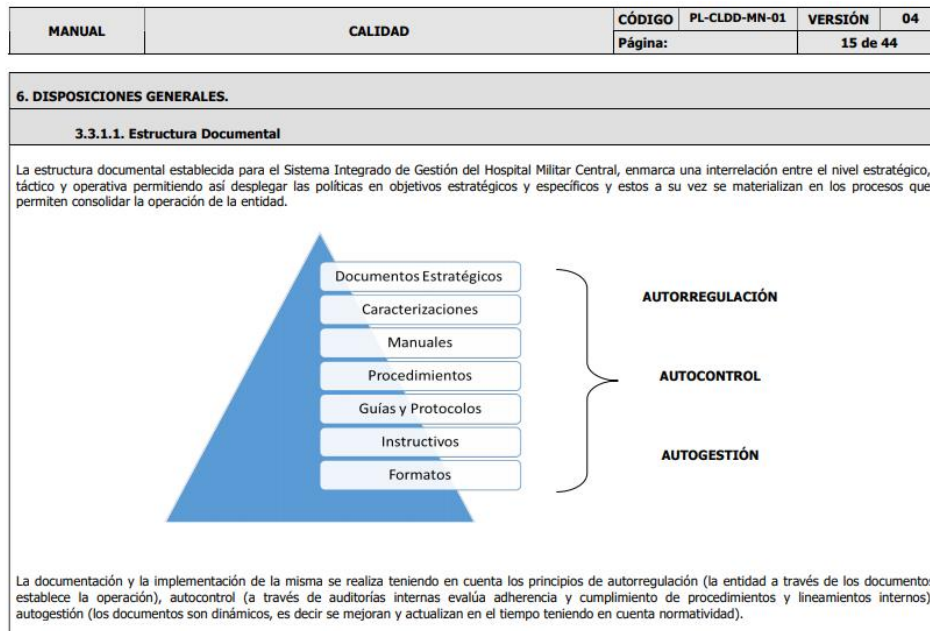 MANUAL
CALIDAD
CÓDIGO PL-CLDD-MN-01 VERSIÓN 04
Página: 15 de 44
6. DISPOSICIONES GENERALES.
3.3.1.1. Estructura Documental
La estructura documental establecida para el Sistema Integrado de Gestión del Hospital Militar Central, enmarca una interrelación entre el nivel estratégico,
táctico y operativa permitiendo así desplegar las políticas en objetivos estratégicos y específicos y estos a su vez se materializan en los procesos que
permiten consolidar la operación de la entidad.
Documentos Estratégicos
Caracterizaciones
Manuales
Procedimientos
Guías y Protocolos
Instructivos
Formatos
AUTORREGULACIÓN
AUTOCONTROL
AUTOGESTIÓN
La documentación y la implementación de la misma se realiza teniendo en cuenta los principios de autorregulación (la entidad a través de los documento
establece la operación), autocontrol (a través de auditorías internas evalúa adherencia y cumplimiento de procedimientos y lineamientos internos)
autogestión (los documentos son dinámicos, es decir se mejoran y actualizan en el tiempo teniendo en cuenta normatividad).